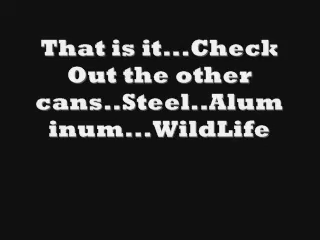 That is it...Check
Out the other
cans..Steel..Alum
inum...WildLife